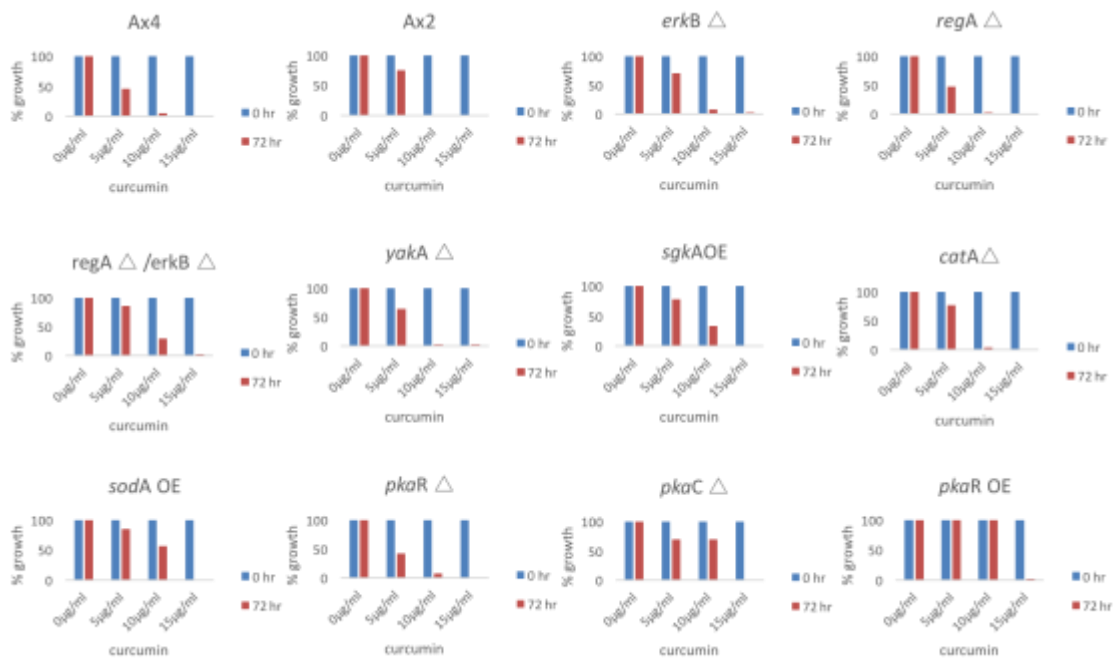 Ax4
100
50
0
% growth
0µg/ml
5µg/ml
10µg/ml
15µg/ml
curcumin
0 hr
72 hr
Ax2
100
50
0
% growth
0µg/ml
5µg/ml
10µg/ml
15µg/ml
curcumin
0 hr
72 hr
erkB △
100
50
0
% growth
0µg/ml
5µg/ml
10µg/ml
15µg/ml
curcumin
0 hr
72 hr
regA △
100
50
0
% growth
0µg/ml
5µg/ml
10µg/ml
15µg/ml
curcumin
0 hr
72 hr
regA △ /erkB △
100
50
0
% growth
0µg/ml
5µg/ml
10µg/ml
15µg/ml
curcumin
0 hr
72 hr
yakA △
100
50
0
% growth
0µg/ml
5µg/ml
10µg/ml
15µg/ml
curcumin
0 hr
72 hr
sgkAOE
100
50
0
% growth
0µg/ml
5µg/ml
10µg/ml
15µg/ml
curcumin
0 hr
72 hr
catA△
100
50
0
% growth
0µg/ml
5µg/ml
10µg/ml
15µg/ml
curcumin
0 hr
72 hr
sodA OE
100
50
0
% growth
0µg/ml
5µg/ml
10µg/ml
15µg/ml
curcumin
0 hr
72 hr
pkaR △
100
50
0
% growth
0µg/ml
5µg/ml
10µg/ml
15µg/ml
curcumin
0 hr
72 hr
pkaC △
100
50
0
% growth
0µg/ml
5µg/ml
10µg/ml
15µg/ml
curcumin
0 hr
72 hr
pkaR OE
100
50
0
% growth
0µg/ml
5µg/ml
10µg/ml
15µg/ml
curcumin
0 hr
72 hr